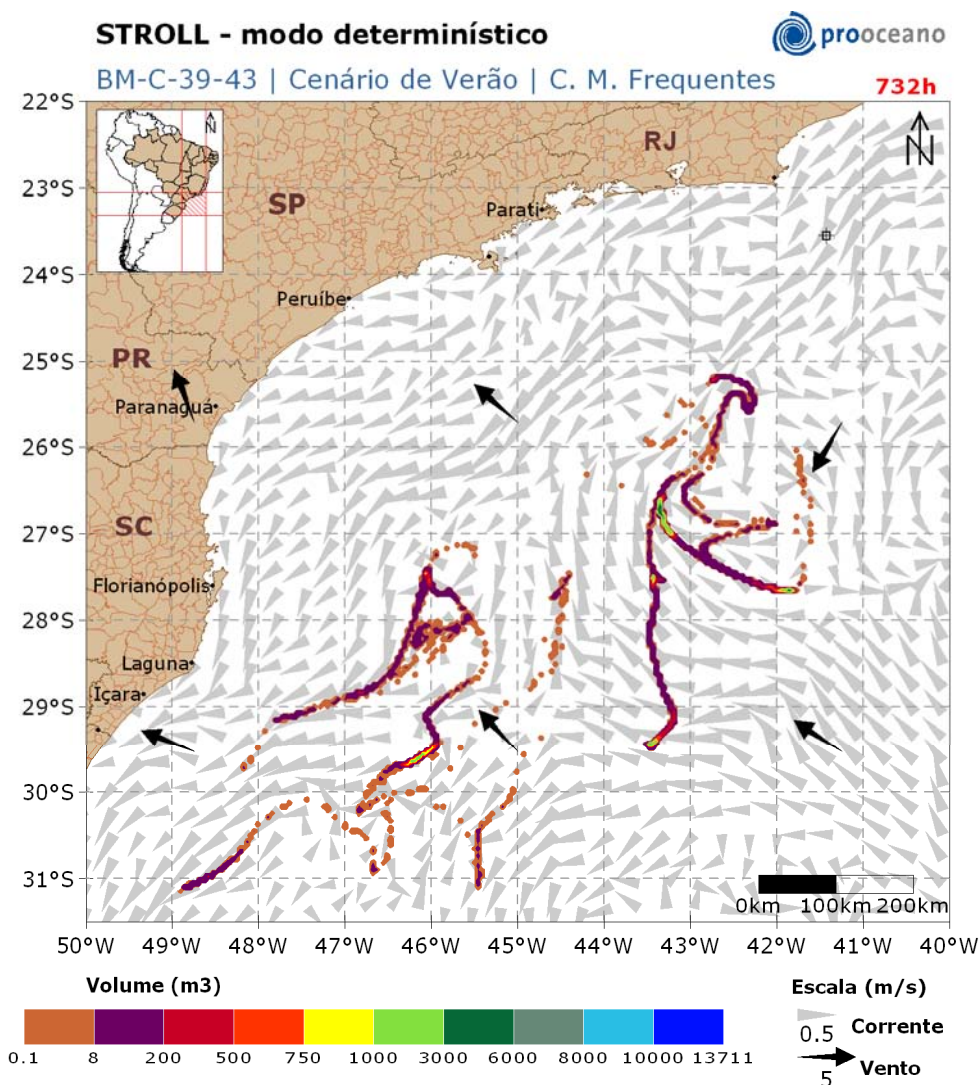 STROLL - modo determinístico
prooceano
BM-C-39-43 | Cenário de Verão | C. M. Frequentes
732h
22°S
23°S
24°S
25°S
26°S
27°S
28°S
29°S
30°S
31°S
N
N
RJ
SP
Parati
Peruíbe
PR
Paranaguá
SC
Florianópolis
Laguna
Içara
0km 100km 200km
50°W 49°W 48°W 47°W 46°W 45°W 44°W 43°W 42°W 41°W 40°W
Volume (m3)
0.1 8 200 500 750 1000 3000 6000 8000 10000 13711
Escala (m/s)
0.5 Corrente
5 Vento